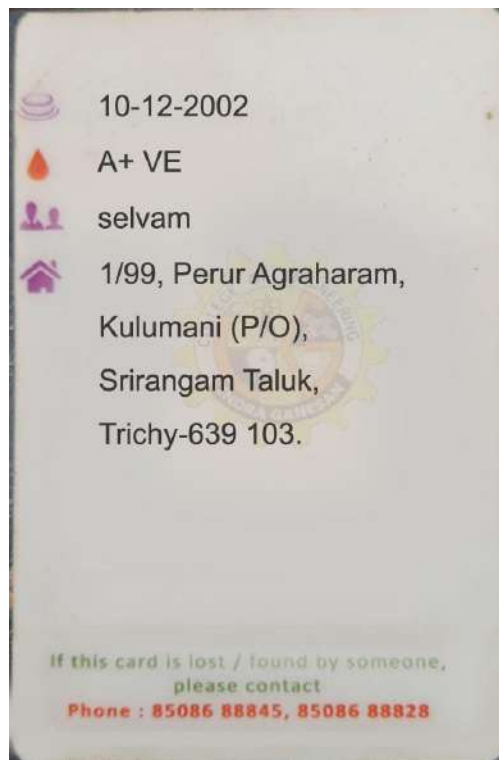 10-12-2002
A+ VE
selvam
1/99, Perur Agraharam,
Kulumani (P/O),
Srirangam Taluk,
Trichy-639 103.
If this card is lost / found by someone,
please contact
Phone : 85086 88845, 85086 88828